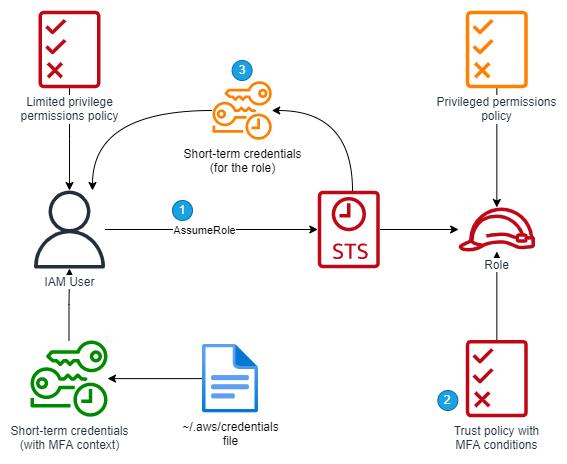 3
Limited privilege
permissions policy
Privileged permissions
policy
Short-term credentials
(for the role)
1
AssumeRole
STS
IAM User
Role
2
~/.aws/credentials
file
Short-term credentials
(with MFA context)
Trust policy with
MFA conditions